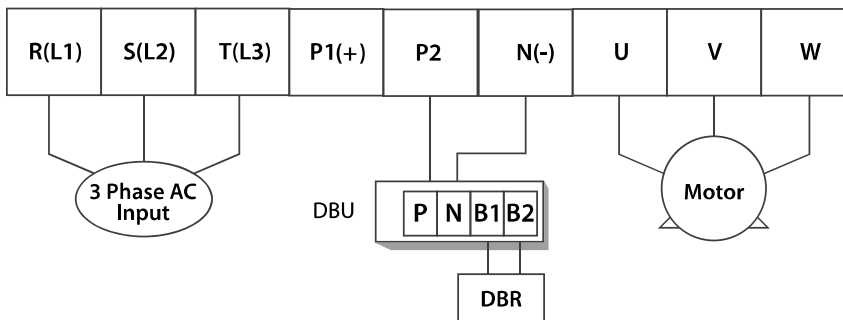 R(L1) S(L2) T(L3) P1(+) P2 N(-) U V W
3 Phase AC
Input
DBU
P N B1 B2
Motor
DBR